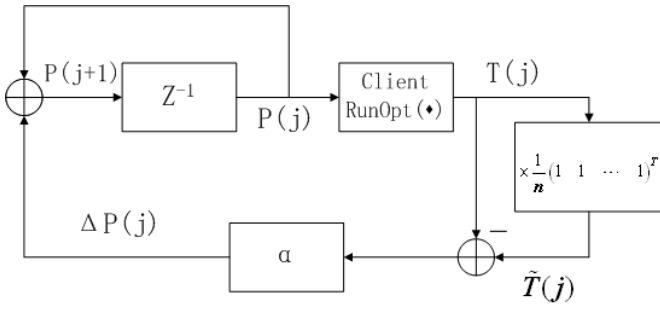 P(j+1)
Z⁻¹
P(j)
Client
RunOpt(♦)
T(j)
× 1/n (1 1 ⋯ 1)ᵀ
−
ΔP(j)
α
T̃(j)